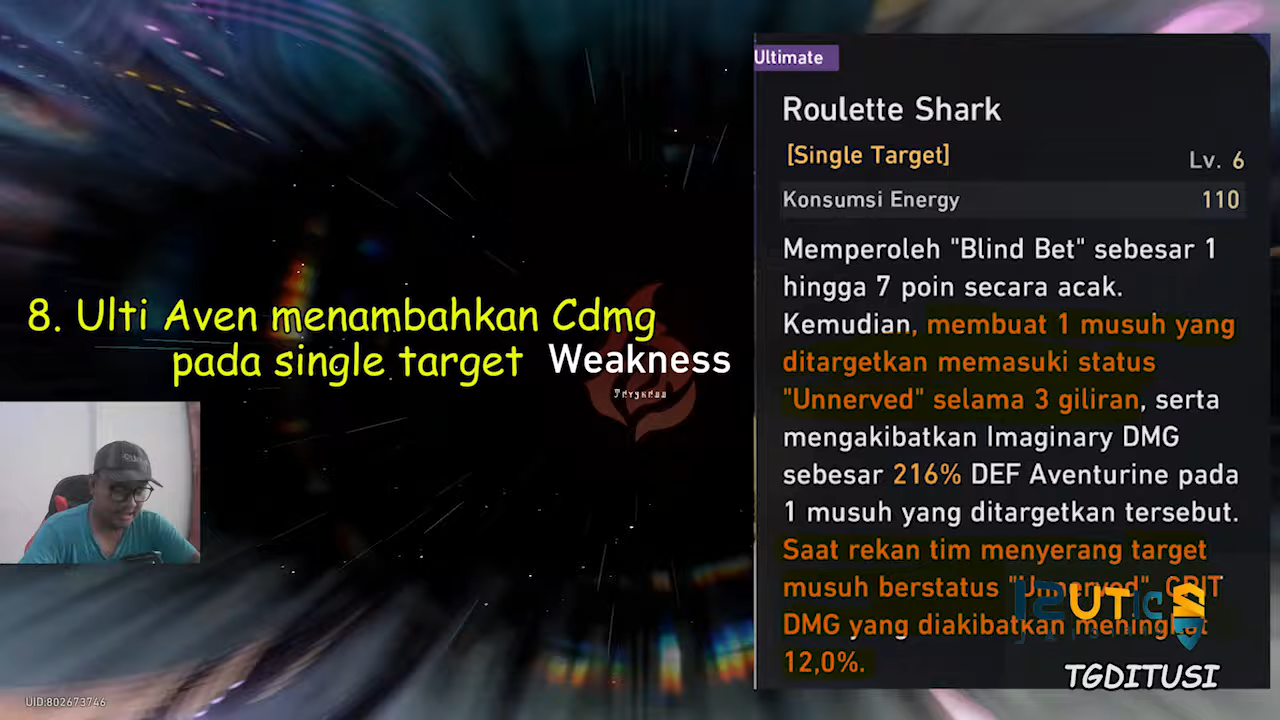 Ultimate
Roulette Shark
[Single Target]
Lv. 6
Konsumsi Energy
110
Memperoleh "Blind Bet" sebesar 1
hingga 7 poin secara acak.
Kemudian, membuat 1 musuh yang
ditargetkan memasuki status
"Unnerved" selama 3 giliran, serta
mengakibatkan Imaginary DMG
sebesar 216% DEF Aventurine pada
1 musuh yang ditargetkan tersebut.
Saat rekan tim menyerang target
musuh berstatus "Unnerved", CRIT
DMG yang diakibatkan meningkat
12,0%.
8. Ulti Aven menambahkan Cdmg
pada single target
Weakness
TGDITUSI
UID:802673746